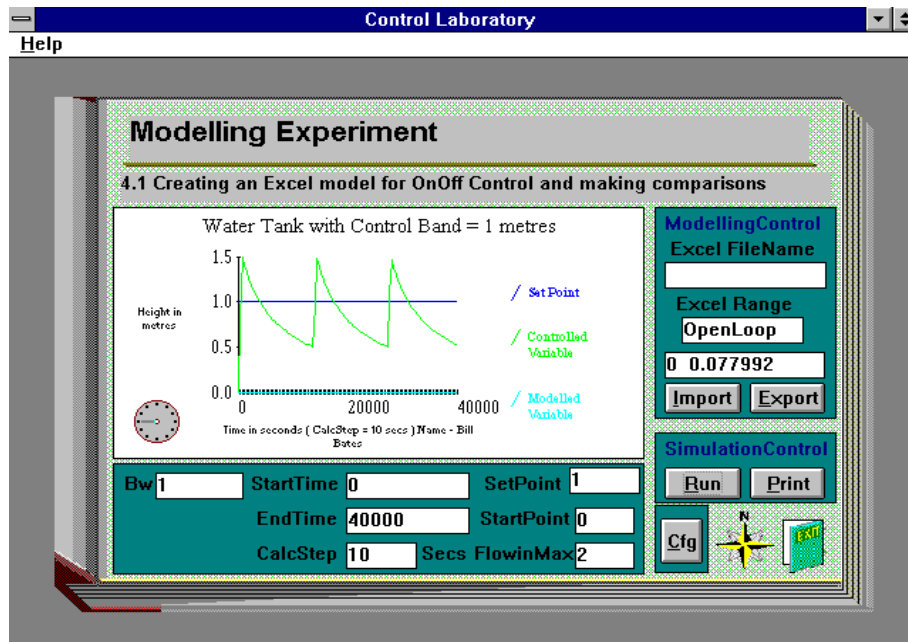 Control Laboratory
Help
Modelling Experiment
4.1 Creating an Excel model for OnOff Control and making comparisons
Water Tank with Control Band = 1 metres
1.5
1.0
0.5
0.0
Height in
metres
0 20000 40000
Time in seconds ( CalcStep = 10 secs ) Name - Bill
Bates
Set Point
Controlled
Variable
Modelled
Variable
ModellingControl
Excel FileName
Excel Range
OpenLoop
0 0.077992
Import Export
SimulationControl
Run Print
Bw 1 StartTime 0 SetPoint 1
EndTime 40000 StartPoint 0
CalcStep 10 Secs FlowinMax 2
Cfg
N
EXIT